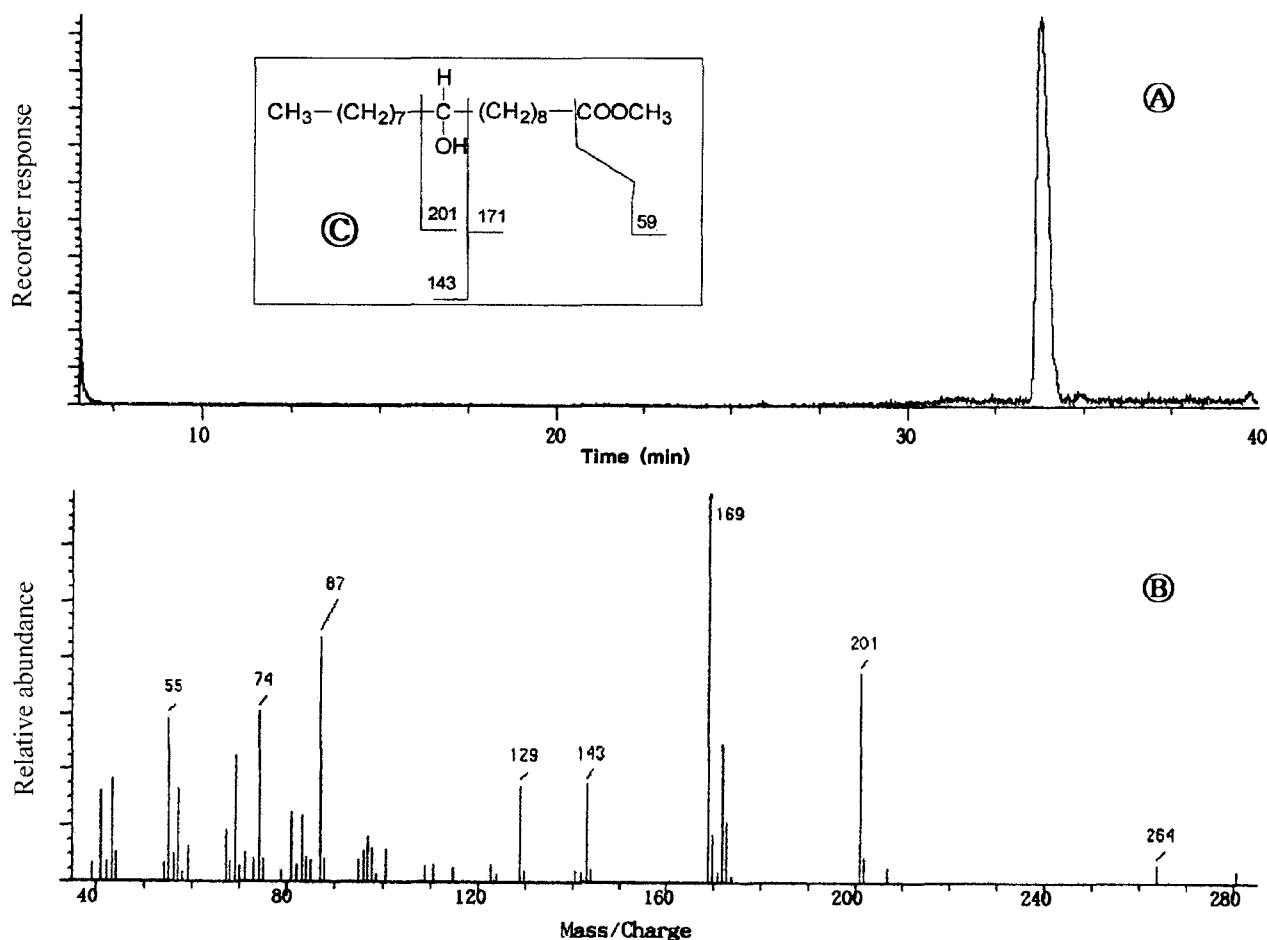 Recorder response
Ⓐ
H
CH₃—(CH₂)₇—C—(CH₂)₈—COOCH₃
OH
Ⓒ
201 171 59
143
10 20 30 40
Time (min)
Relative abundance
Ⓑ
55 74 87 129 143 169 201 264
40 80 120 160 200 240 280
Mass/Charge